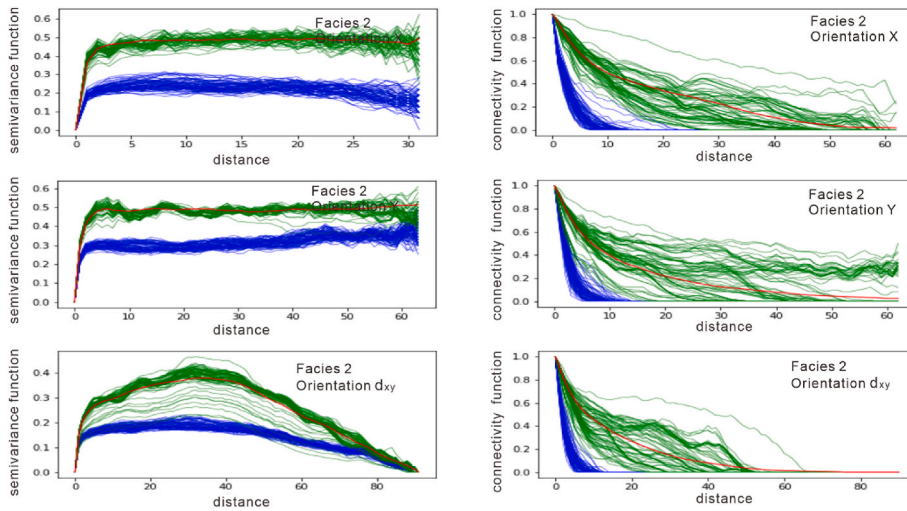 semivariance function
0.6
0.5
0.4
0.3
0.2
0.1
0.0
Facies 2
Orientation X
0 5 10 15 20 25 30
distance
connectivity function
1.0
0.8
0.6
0.4
0.2
0.0
Facies 2
Orientation X
0 10 20 30 40 50 60
distance
semivariance function
0.6
0.5
0.4
0.3
0.2
0.1
0.0
Facies 2
Orientation
0 10 20 30 40 50 60
distance
connectivity function
1.0
0.8
0.6
0.4
0.2
0.0
Facies 2
Orientation Y
0 10 20 30 40 50 60
distance
semivariance function
0.4
0.3
0.2
0.1
0.0
Facies 2
Orientation dxy
0 20 40 60 80
distance
connectivity function
1.0
0.8
0.6
0.4
0.2
0.0
Facies 2
Orientation dxy
0 20 40 60 80
distance